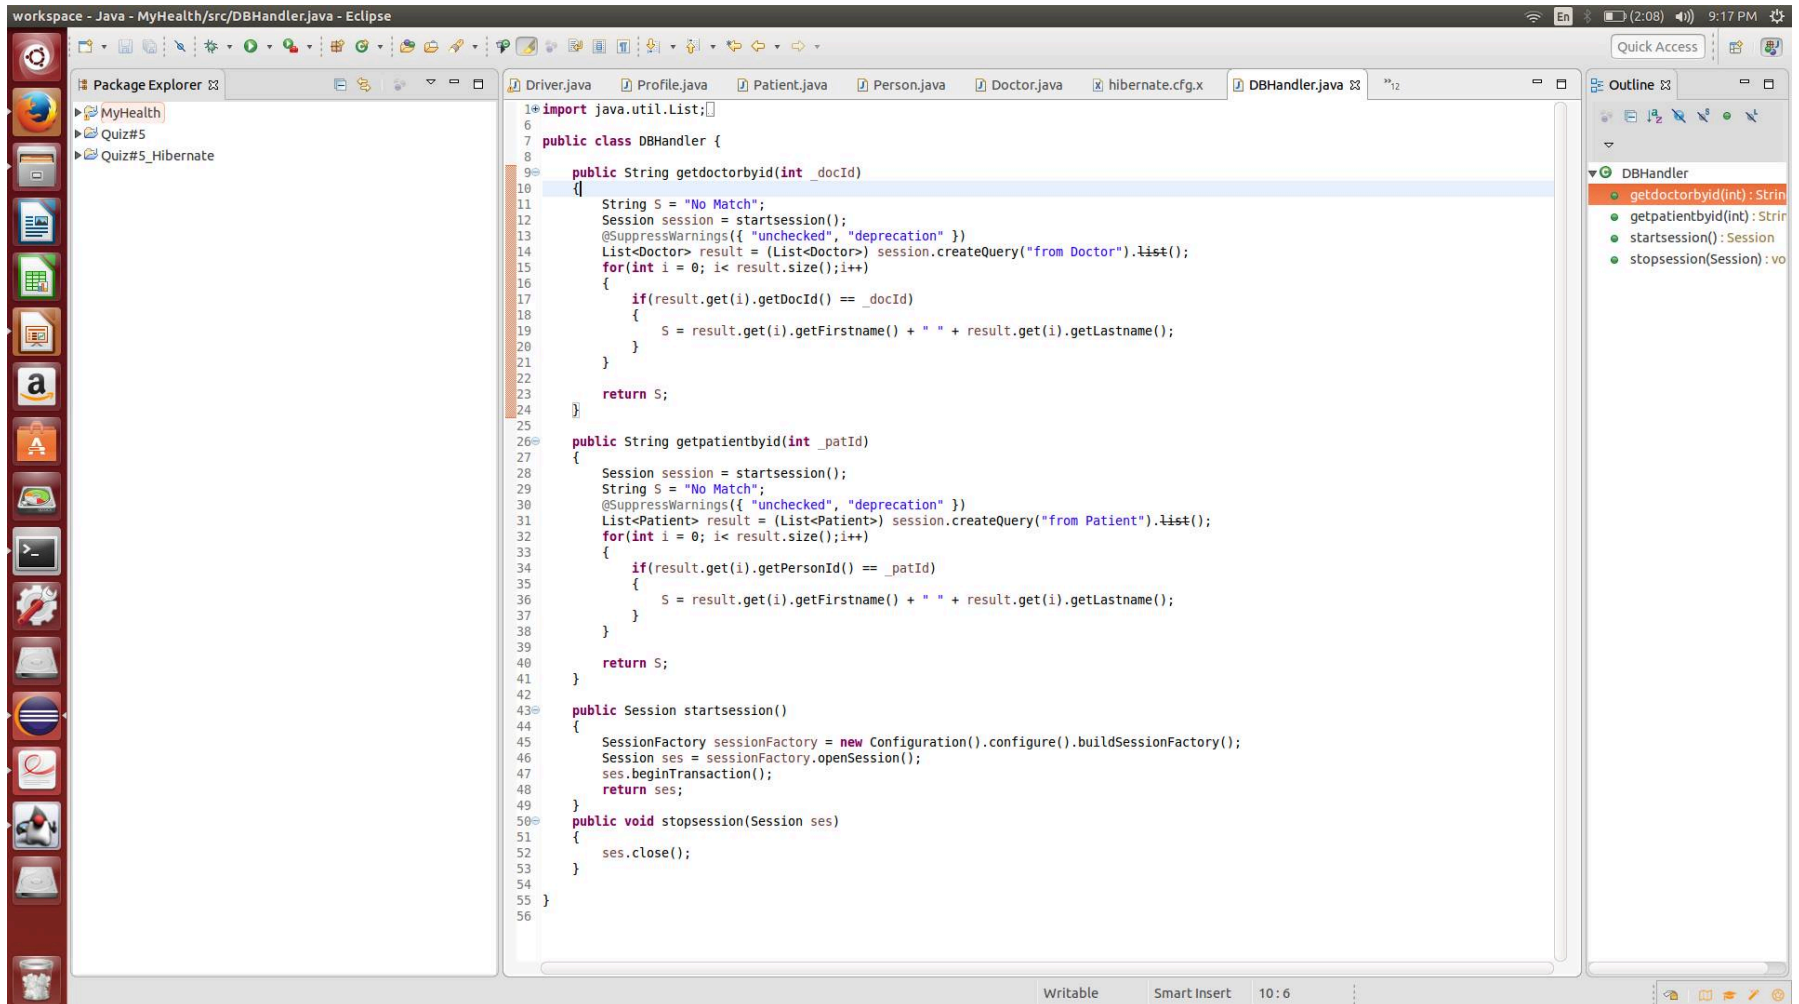 workspace - Java - MyHealth/src/DBHandler.java - Eclipse
En (2:08) 9:17 PM
Quick Access
Package Explorer
MyHealth
Quiz#5
Quiz#5_Hibernate
Driver.java Profile.java Patient.java Person.java Doctor.java hibernate.cfg.x DBHandler.java »12
1 import java.util.List;
6
7 public class DBHandler {
8
9 public String getdoctorbyid(int _docId)
10 {
11 String S = "No Match";
12 Session session = startsession();
13 @SuppressWarnings({ "unchecked", "deprecation" })
14 List<Doctor> result = (List<Doctor>) session.createQuery("from Doctor").list();
15 for(int i = 0; i< result.size();i++)
16 {
17 if(result.get(i).getDocId() == _docId)
18 {
19 S = result.get(i).getFirstname() + " " + result.get(i).getLastname();
20 }
21 }
22
23 return S;
24 }
25
26 public String getpatientbyid(int _patId)
27 {
28 Session session = startsession();
29 String S = "No Match";
30 @SuppressWarnings({ "unchecked", "deprecation" })
31 List<Patient> result = (List<Patient>) session.createQuery("from Patient").list();
32 for(int i = 0; i< result.size();i++)
33 {
34 if(result.get(i).getPersonId() == _patId)
35 {
36 S = result.get(i).getFirstname() + " " + result.get(i).getLastname();
37 }
38 }
39
40 return S;
41 }
42
43 public Session startsession()
44 {
45 SessionFactory sessionFactory = new Configuration().configure().buildSessionFactory();
46 Session ses = sessionFactory.openSession();
47 ses.beginTransaction();
48 return ses;
49 }
50 public void stopsession(Session ses)
51 {
52 ses.close();
53 }
54
55 }
56
Outline
DBHandler
getdoctorbyid(int) : Strin
getpatientbyid(int) : Strin
startsession() : Session
stopsession(Session) : vo
Writable Smart Insert 10 : 6